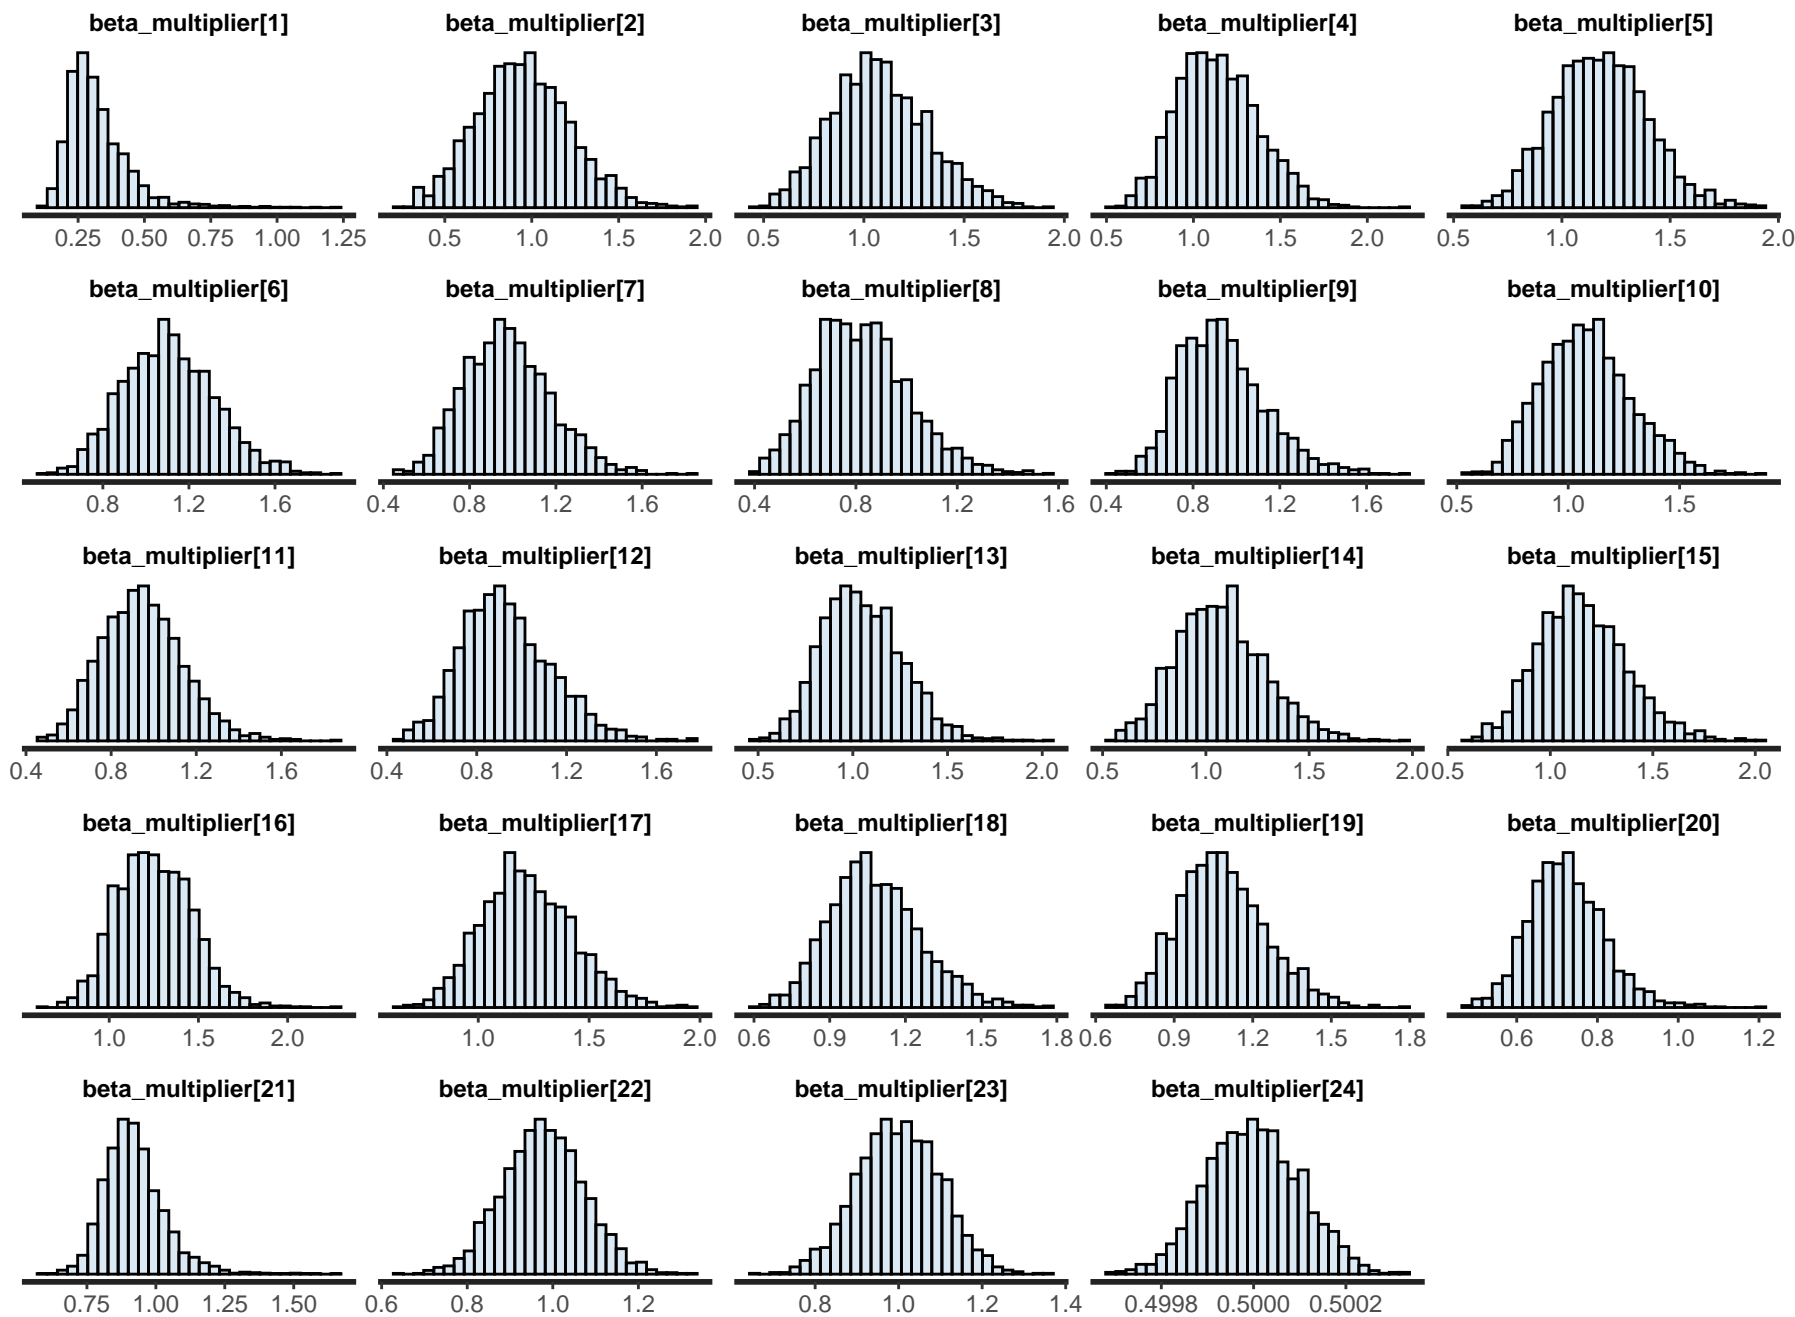 beta_multiplier[1] beta_multiplier[2] beta_multiplier[3] beta_multiplier[4] beta_multiplier[5]
0.25 0.50 0.75 1.00 1.25 0.5 1.0 1.5 2.0 0.5 1.0 1.5 2.0 0.5 1.0 1.5 2.0 0.5 1.0 1.5 2.0
beta_multiplier[6] beta_multiplier[7] beta_multiplier[8] beta_multiplier[9] beta_multiplier[10]
0.8 1.2 1.6 0.4 0.8 1.2 1.6 0.4 0.8 1.2 1.6 0.4 0.8 1.2 1.6 0.5 1.0 1.5
beta_multiplier[11] beta_multiplier[12] beta_multiplier[13] beta_multiplier[14] beta_multiplier[15]
0.4 0.8 1.2 1.6 0.4 0.8 1.2 1.6 0.5 1.0 1.5 2.0 0.5 1.0 1.5 2.0 0.5 1.0 1.5 2.0
beta_multiplier[16] beta_multiplier[17] beta_multiplier[18] beta_multiplier[19] beta_multiplier[20]
1.0 1.5 2.0 1.0 1.5 2.0 0.6 0.9 1.2 1.5 1.8 0.6 0.9 1.2 1.5 1.8 0.6 0.8 1.0 1.2
beta_multiplier[21] beta_multiplier[22] beta_multiplier[23] beta_multiplier[24]
0.75 1.00 1.25 1.50 0.6 0.8 1.0 1.2 0.8 1.0 1.2 1.4 0.4998 0.5000 0.5002